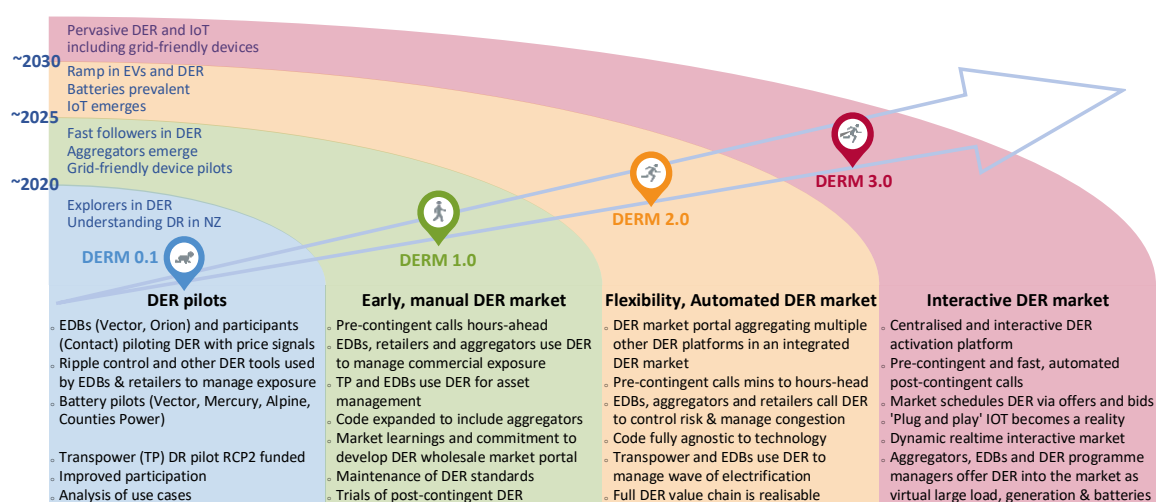 Pervasive DER and IoT
including grid-friendly devices
~2030
Ramp in EVs and DER
Batteries prevalent
IoT emerges
~2025
Fast followers in DER
Aggregators emerge
Grid-friendly device pilots
~2020
Explorers in DER
Understanding DR in NZ
DERM 0.1
DERM 1.0
DERM 2.0
DERM 3.0
DER pilots
EDBs (Vector, Orion) and participants
(Contact) piloting DER with price signals
Ripple control and other DER tools used
by EDBs & retailers to manage exposure
Battery pilots (Vector, Mercury, Alpine,
Counties Power)
Transpower (TP) DR pilot RCP2 funded
Improved participation
Analysis of use cases
Early, manual DER market
Pre-contingent calls hours-ahead
EDBs, retailers and aggregators use DER
to manage commercial exposure
TP and EDBs use DER for asset
management
Code expanded to include aggregators
Market learnings and commitment to
develop DER wholesale market portal
Maintenance of DER standards
Trials of post-contingent DER
Flexibility, Automated DER market
DER market portal aggregating multiple
other DER platforms in an integrated
DER market
Pre-contingent calls mins to hours-head
EDBs, aggregators and retailers call DER
to control risk & manage congestion
Code fully agnostic to technology
Transpower and EDBs use DER to
manage wave of electrification
Full DER value chain is realisable
Interactive DER market
Centralised and interactive DER
activation platform
Pre-contingent and fast, automated
post-contingent calls
Market schedules DER via offers and bids
'Plug and play' IOT becomes a reality
Dynamic realtime interactive market
Aggregators, EDBs and DER programme
managers offer DER into the market as
virtual large load, generation & batteries